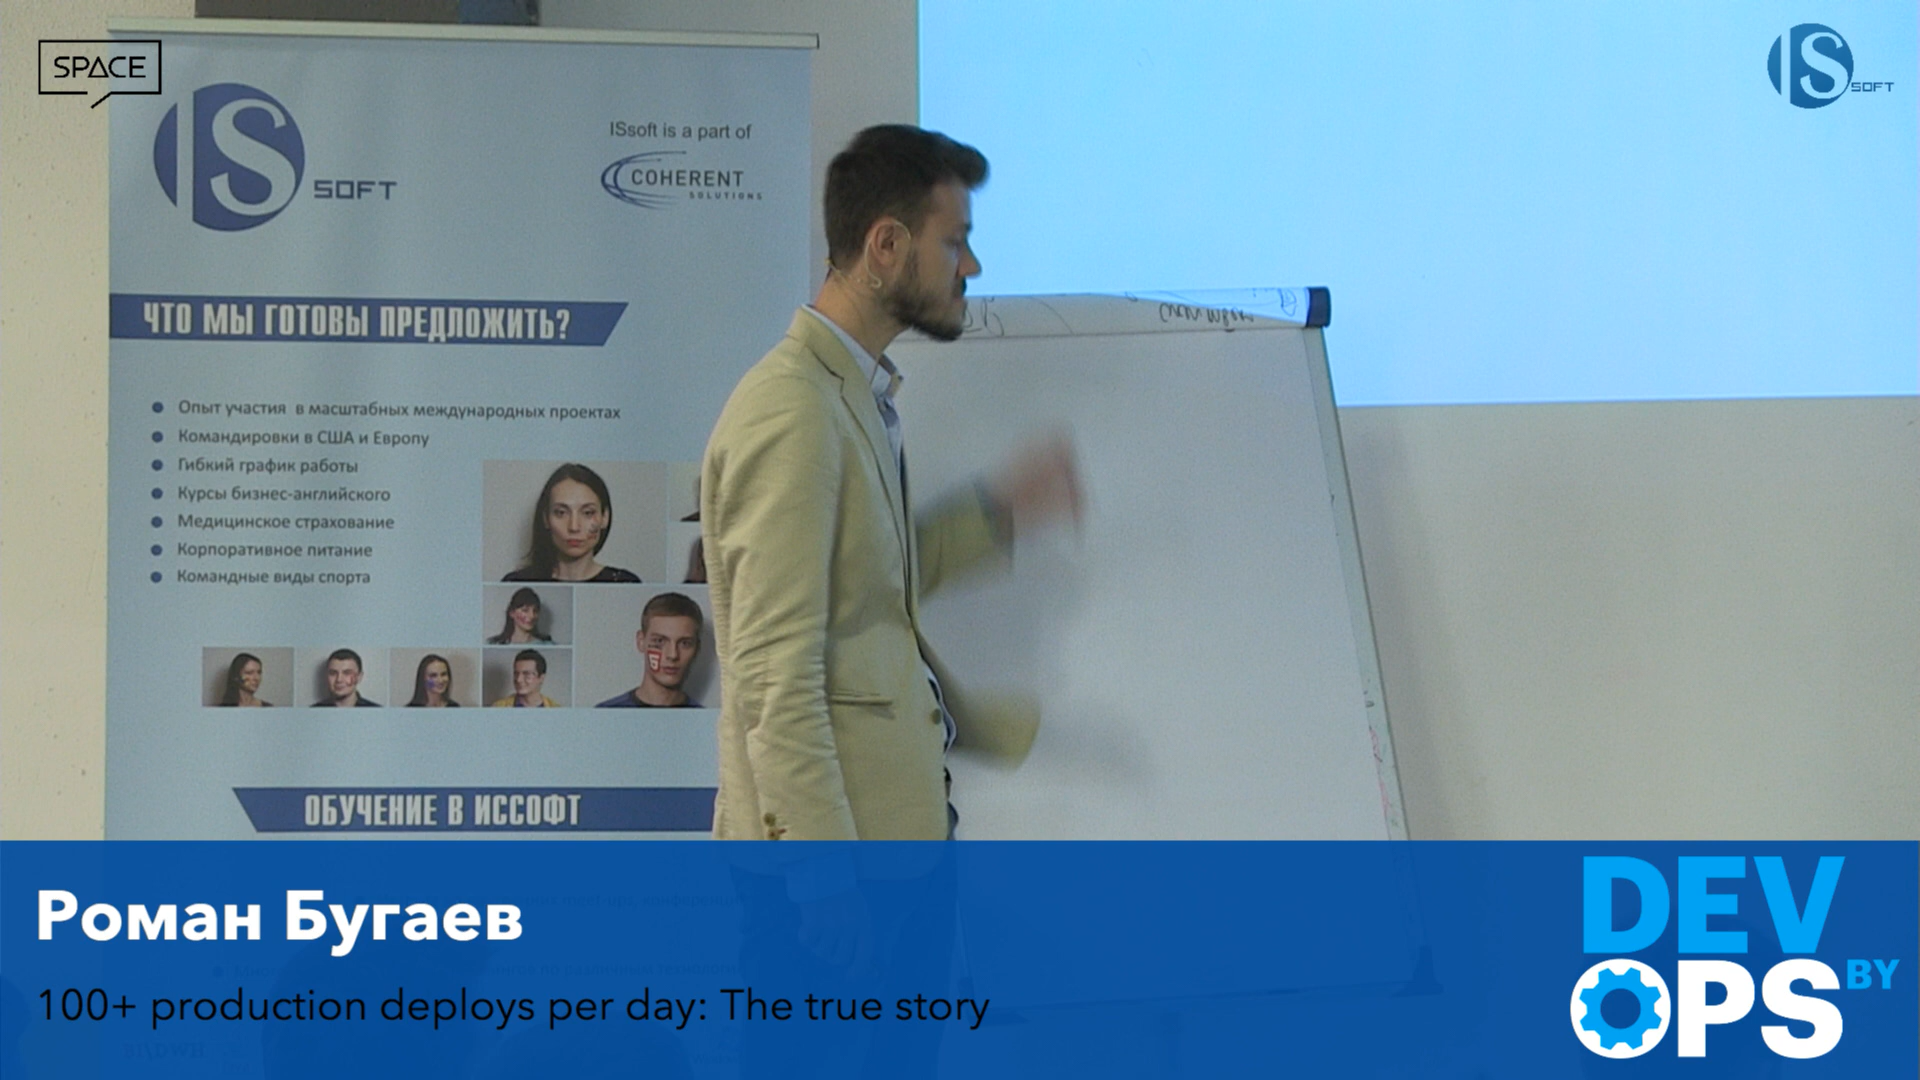 SPACE
IS SOFT
ISsoft is a part of
COHERENT
SOLUTIONS
ЧТО МЫ ГОТОВЫ ПРЕДЛОЖИТЬ?
Опыт участия в масштабных международных проектах
Командировки в США и Европу
Гибкий график работы
Курсы бизнес-английского
Медицинское страхование
Корпоративное питание
Командные виды спорта
ОБУЧЕНИЕ В ИССОФТ
IS SOFT
Роман Бугаев
100+ production deploys per day: The true story
DEV
OPS BY